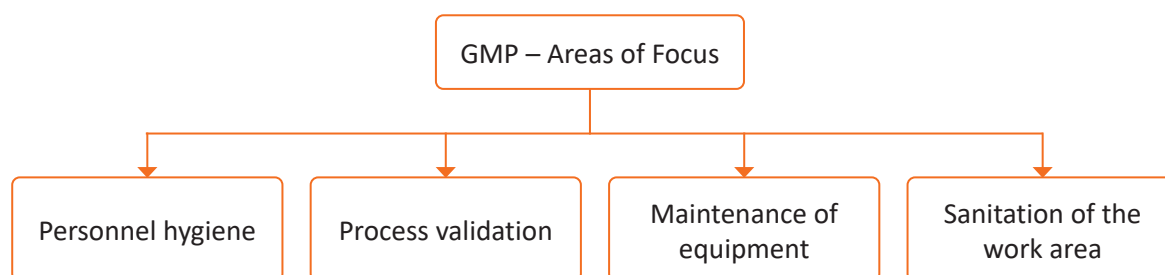 GMP – Areas of Focus
Personnel hygiene
Process validation
Maintenance of
equipment
Sanitation of the
work area